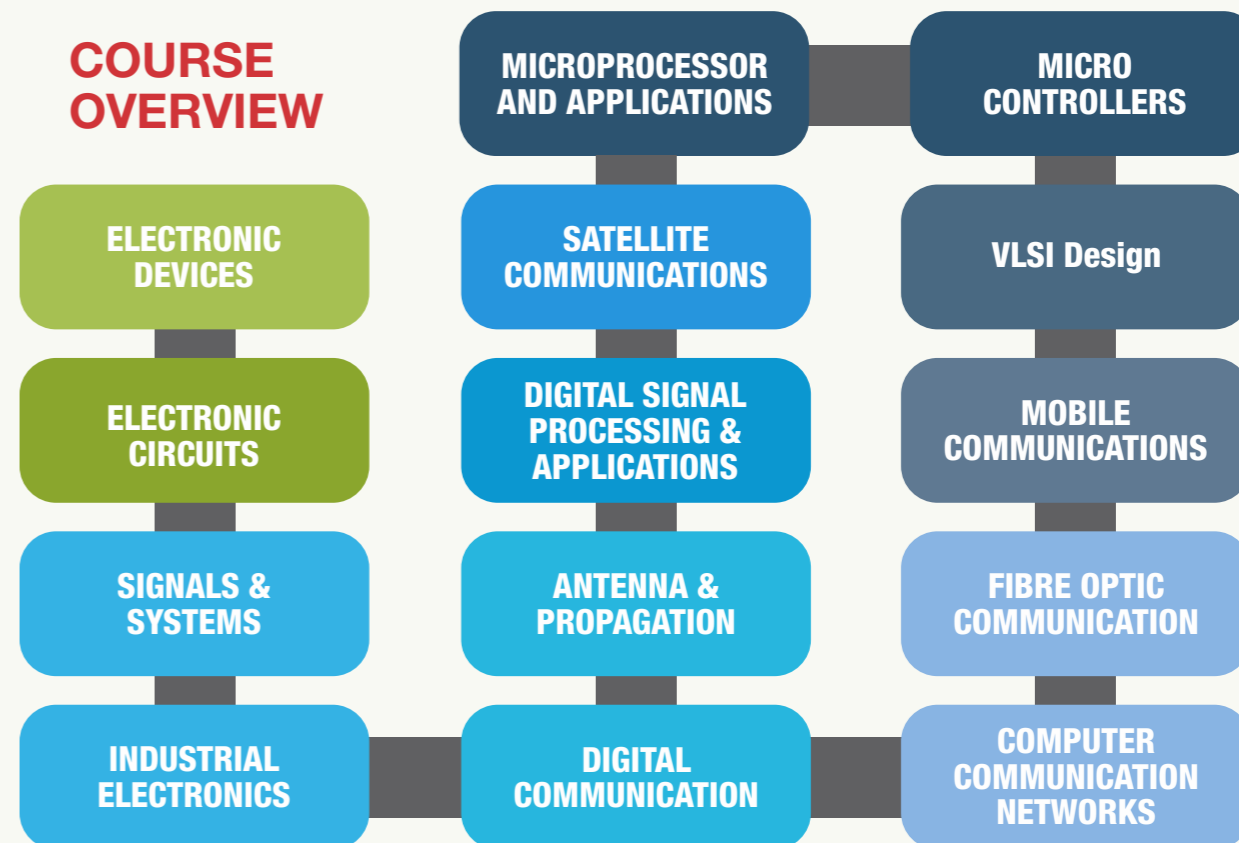 COURSE
OVERVIEW
ELECTRONIC
DEVICES
ELECTRONIC
CIRCUITS
SIGNALS &
SYSTEMS
INDUSTRIAL
ELECTRONICS
MICROPROCESSOR
AND APPLICATIONS
SATELLITE
COMMUNICATIONS
DIGITAL SIGNAL
PROCESSING &
APPLICATIONS
ANTENNA &
PROPAGATION
DIGITAL
COMMUNICATION
MICRO
CONTROLLERS
VLSI Design
MOBILE
COMMUNICATIONS
FIBRE OPTIC
COMMUNICATION
COMPUTER
COMMUNICATION
NETWORKS